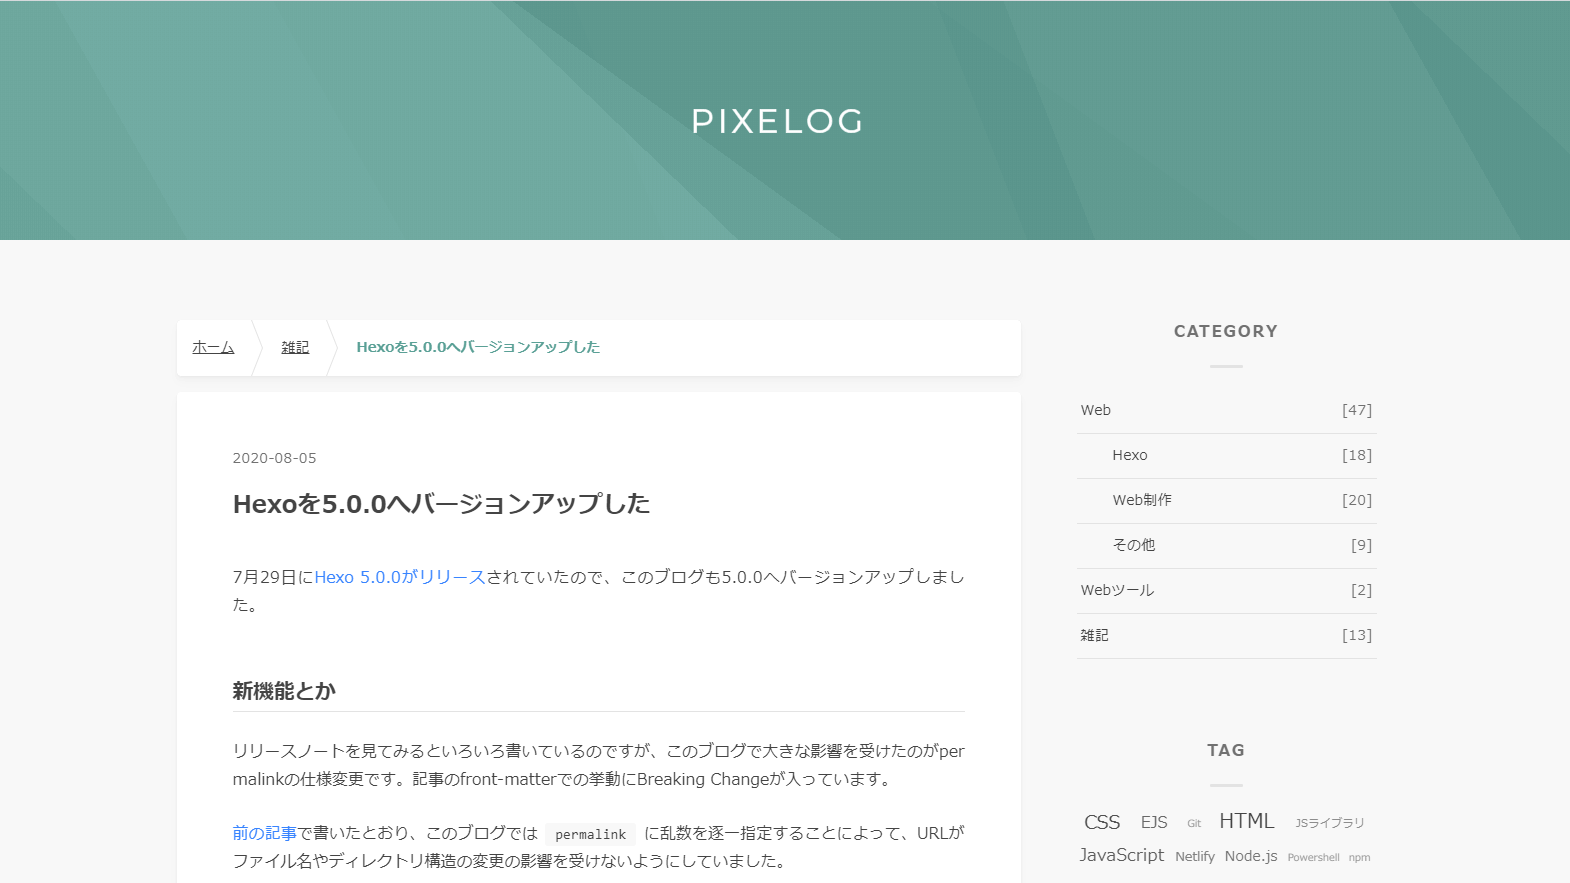 PIXELOG
ホーム 雑記 Hexoを5.0.0へバージョンアップした
2020-08-05
Hexoを5.0.0へバージョンアップした
7月29日にHexo 5.0.0がリリースされていたので、このブログも5.0.0へバージョンアップしまし
た。
新機能とか
リリースノートを見てみるといろいろ書いているのですが、このブログで大きな影響を受けたのがper
malinkの仕様変更です。記事のfront-matterでの挙動にBreaking Changeが入っています。
前の記事で書いたとおり、このブログでは permalink に乱数を逐一指定することによって、URLが
ファイル名やディレクトリ構造の変更の影響を受けないようにしていました。
CATEGORY
Web [47]
Hexo [18]
Web制作 [20]
その他 [9]
Webツール [2]
雑記 [13]
TAG
CSS EJS Git HTML JSライブラリ
JavaScript Netlify Node.js Powershell npm